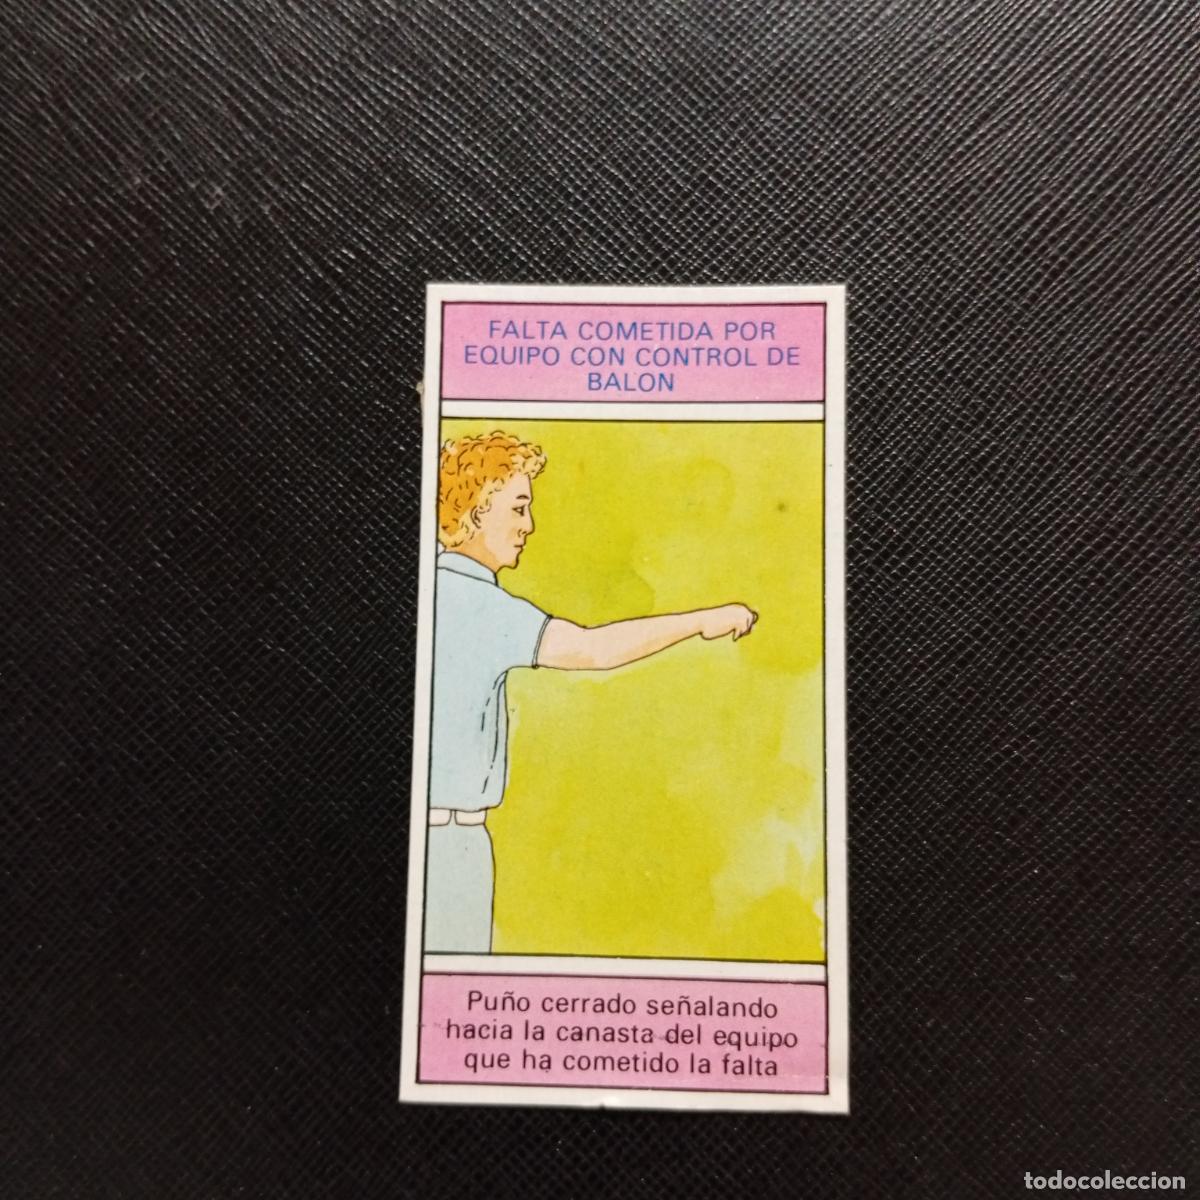 FALTA COMETIDA POR
EQUIPO CON CONTROL DE
BALON
Puño cerrado señalando
hacia la canasta del equipo
que ha cometido la falta
todocoleccion